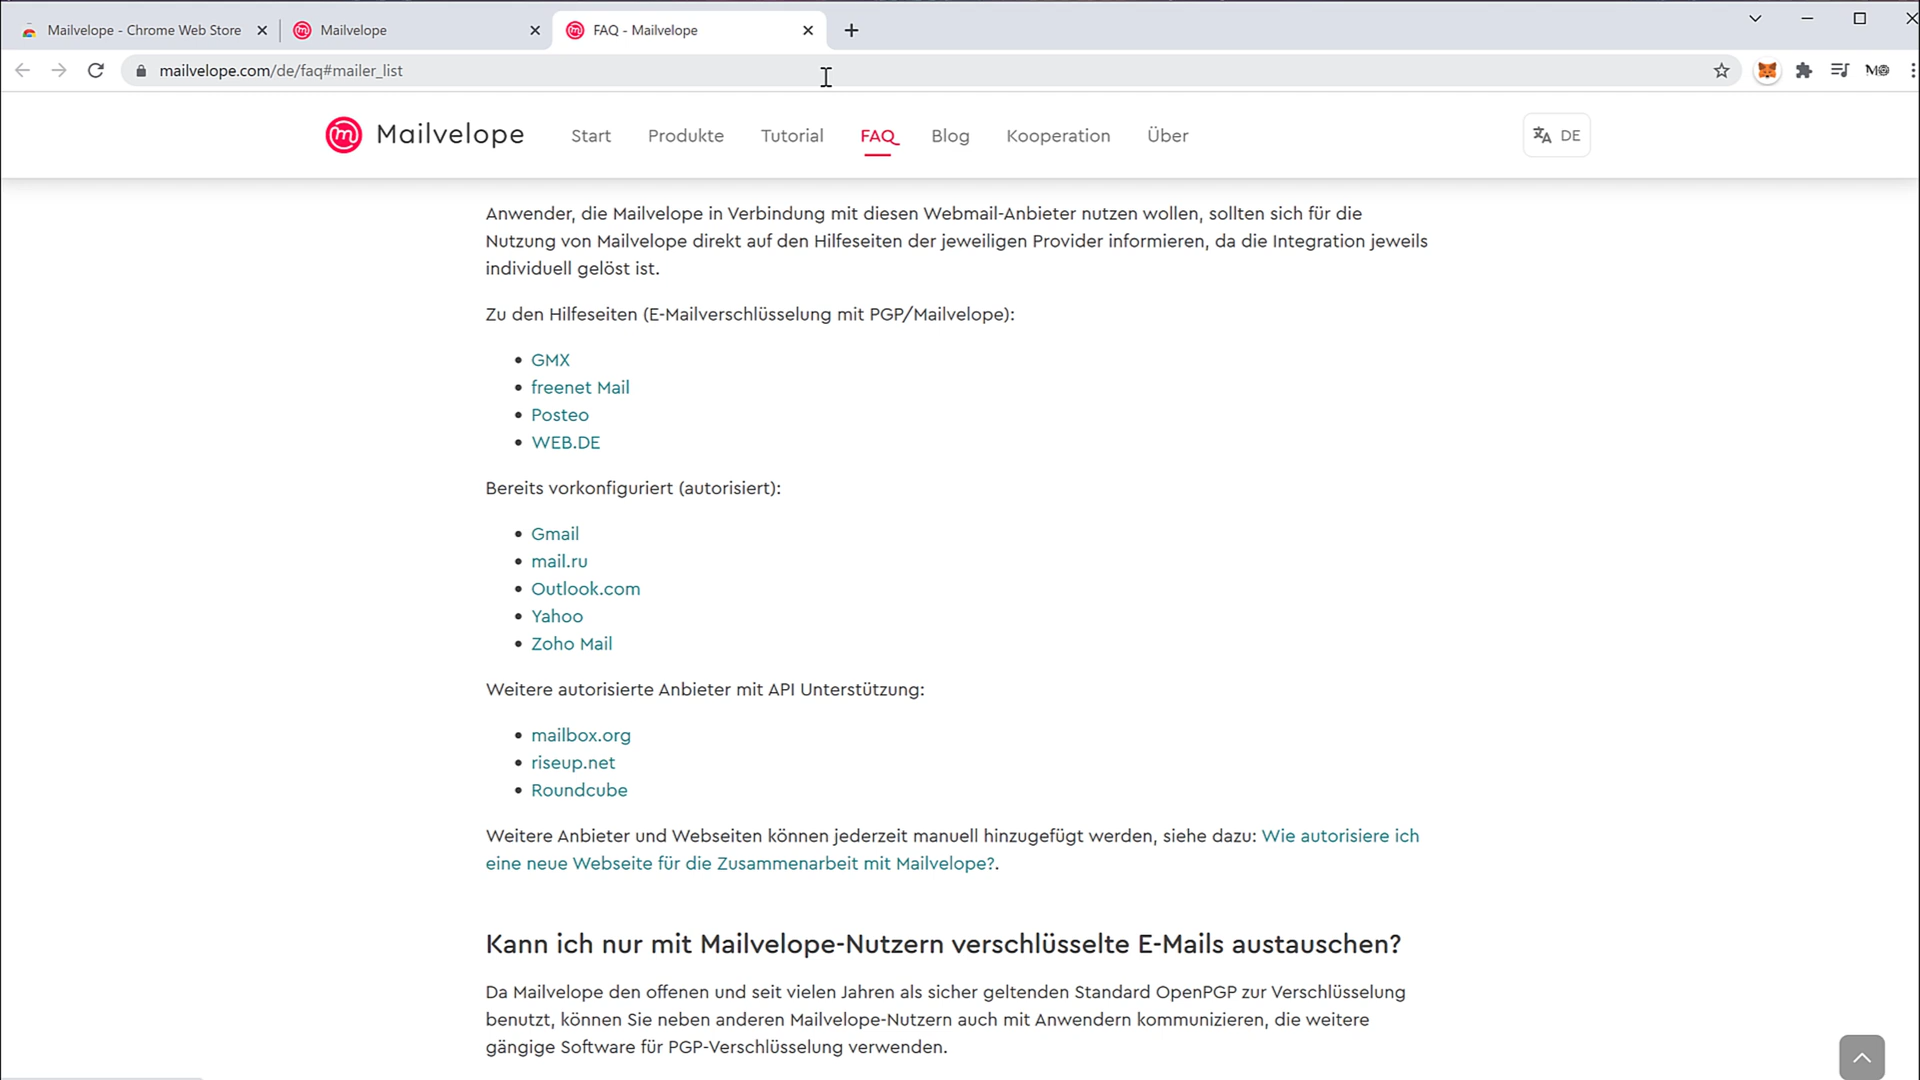 Mailvelope - Chrome Web Store
Mailvelope
FAQ - Mailvelope
mailvelope.com/de/faq#mailer_list
Mailvelope
Start
Produkte
Tutorial
FAQ
Blog
Kooperation
Über
DE
Anwender, die Mailvelope in Verbindung mit diesen Webmail-Anbieter nutzen wollen, sollten sich für die
Nutzung von Mailvelope direkt auf den Hilfeseiten der jeweiligen Provider informieren, da die Integration jeweils
individuell gelöst ist.
Zu den Hilfeseiten (E-Mailverschlüsselung mit PGP/Mailvelope):
• GMX
• freenet Mail
• Posteo
• WEB.DE
Bereits vorkonfiguriert (autorisiert):
• Gmail
• mail.ru
• Outlook.com
• Yahoo
• Zoho Mail
Weitere autorisierte Anbieter mit API Unterstützung:
• mailbox.org
• riseup.net
• Roundcube
Weitere Anbieter und Webseiten können jederzeit manuell hinzugefügt werden, siehe dazu: Wie autorisiere ich
eine neue Webseite für die Zusammenarbeit mit Mailvelope?.
Kann ich nur mit Mailvelope-Nutzern verschlüsselte E-Mails austauschen?
Da Mailvelope den offenen und seit vielen Jahren als sicher geltenden Standard OpenPGP zur Verschlüsselung
benutzt, können Sie neben anderen Mailvelope-Nutzern auch mit Anwendern kommunizieren, die weitere
gängige Software für PGP-Verschlüsselung verwenden.